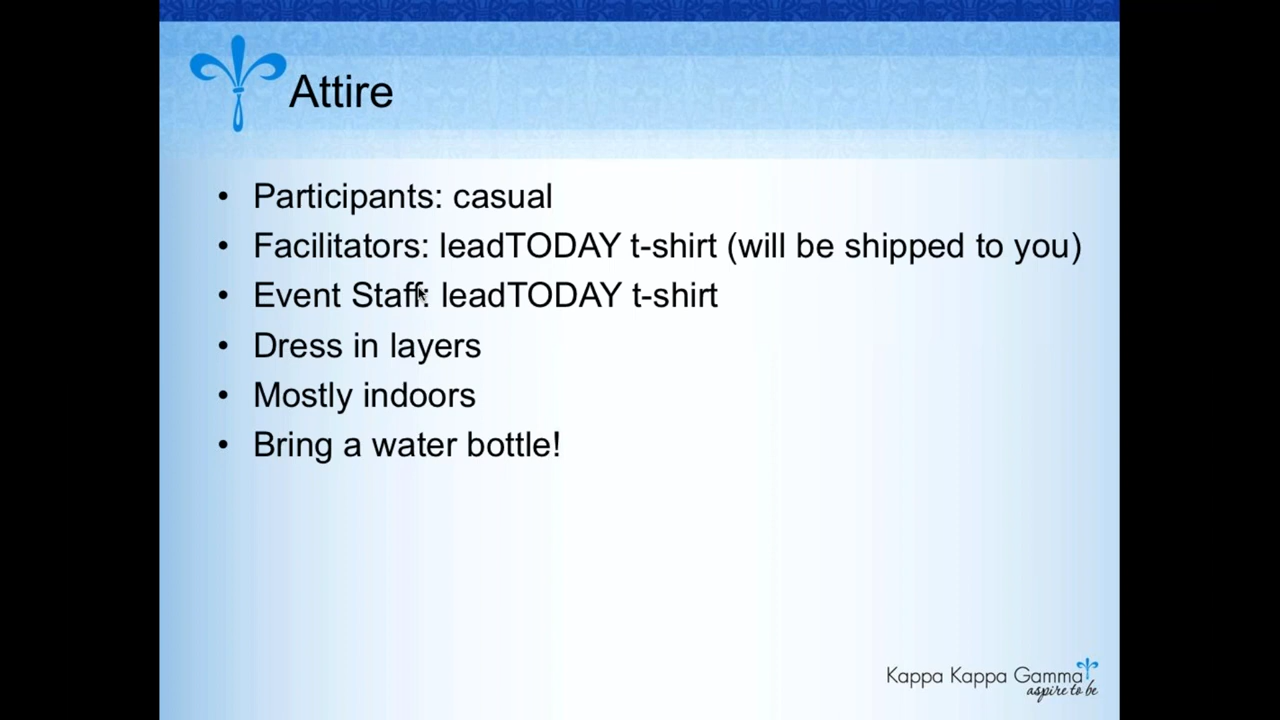 Attire
• Participants: casual
• Facilitators: leadTODAY t-shirt (will be shipped to you)
• Event Staff: leadTODAY t-shirt
• Dress in layers
• Mostly indoors
• Bring a water bottle!
Kappa Kappa Gamma
aspire to be